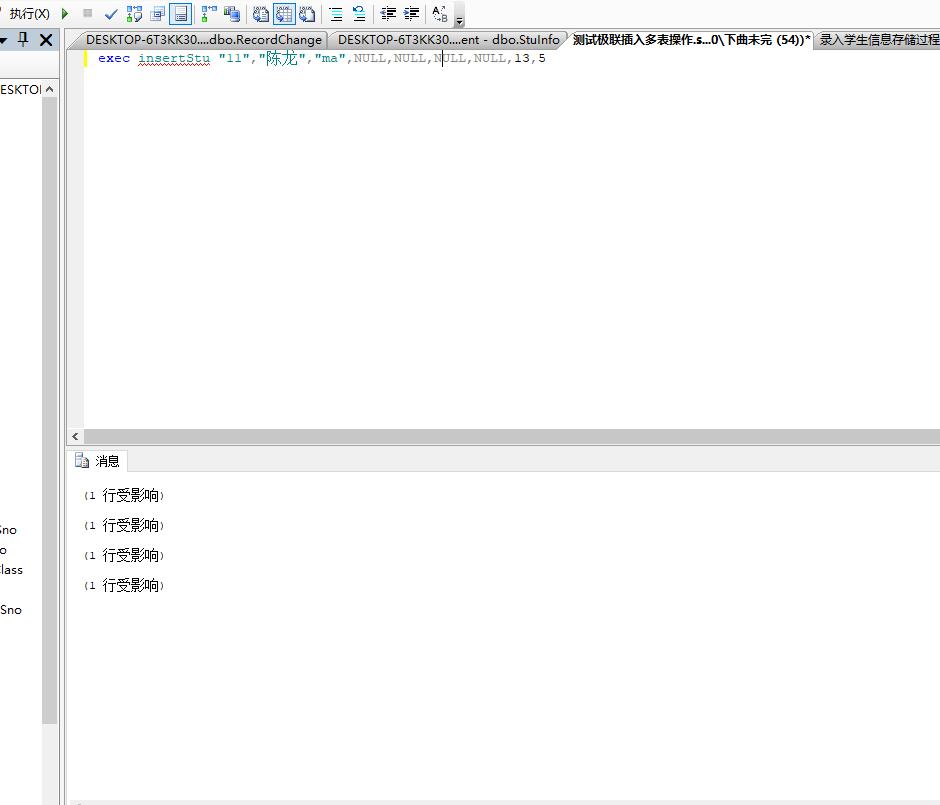 执行(X)
DESKTOP-6T3KK30....dbo.RecordChange
DESKTOP-6T3KK30....ent - dbo.StuInfo
测试极联插入多表操作.s...0\下曲未完 (54))*
录入学生信息存储过程
exec insertStu "11","陈龙","ma",NULL,NULL,NULL,NULL,13,5
ESKTO
消息
(1 行受影响)
(1 行受影响)
(1 行受影响)
(1 行受影响)
Sno
o
lass
Sno